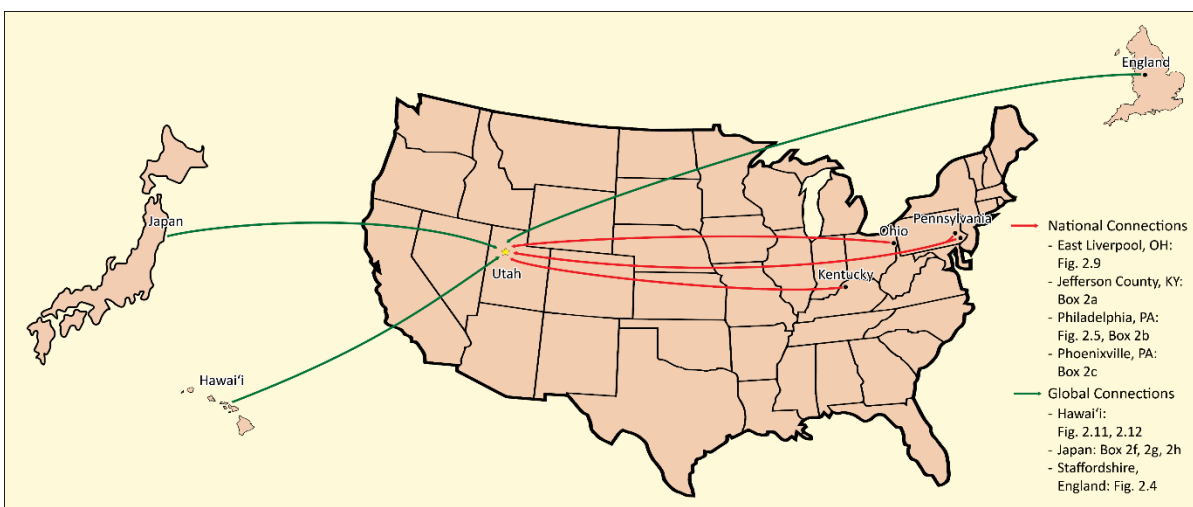 England
Japan
Utah
Hawai‘i
Pennsylvania
Ohio
Kentucky
National Connections
- East Liverpool, OH:
Fig. 2.9
- Jefferson County, KY:
Box 2a
- Philadelphia, PA:
Fig. 2.5, Box 2b
- Phoenixville, PA:
Box 2c
Global Connections
- Hawai‘i:
Fig. 2.11, 2.12
- Japan: Box 2f, 2g, 2h
- Staffordshire,
England: Fig. 2.4